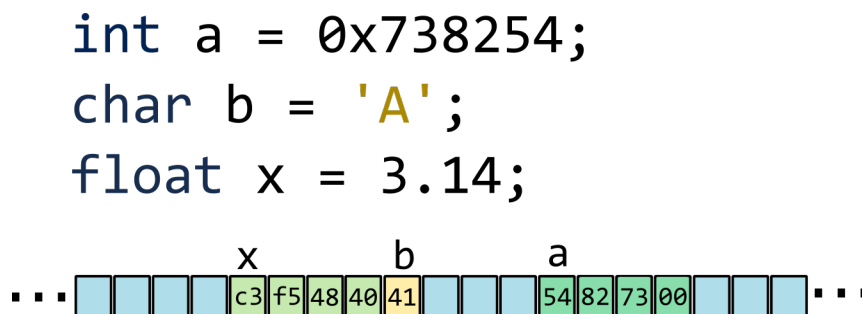 int a = 0x738254;
char b = 'A';
float x = 3.14;
x b a
... c3 f5 48 40 41 54 82 73 00 ...